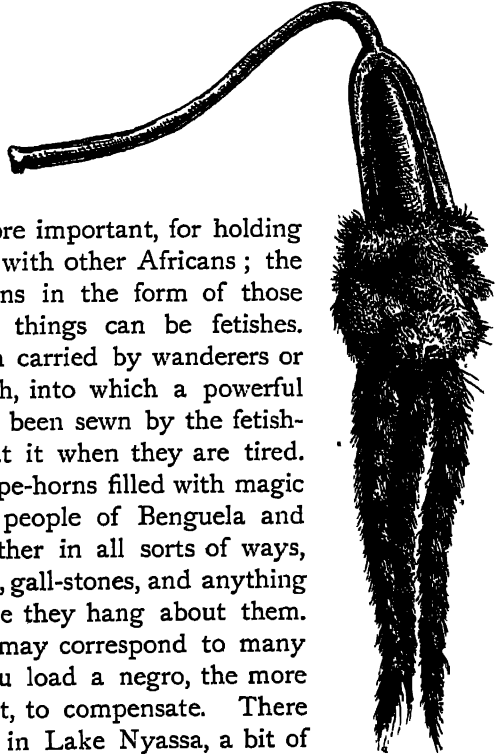 ore important, for holding
with other Africans ; the
ns in the form of those
things can be fetishes.
carried by wanderers or
h, into which a powerful
been sewn by the fetish-
t it when they are tired.
pe-horns filled with magic
people of Benguela and
ther in all sorts of ways,
, gall-stones, and anything
e they hang about them.
may correspond to many
u load a negro, the more
t, to compensate. There
in Lake Nyassa, a bit of